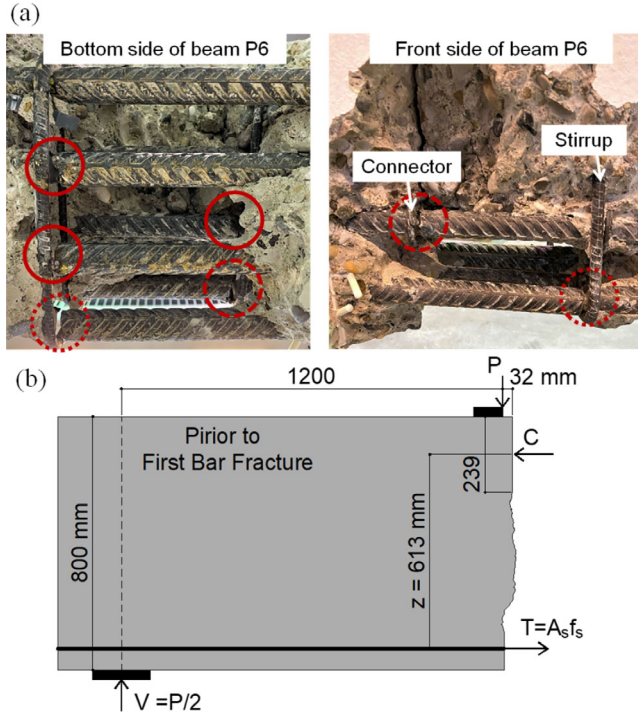 (a)
Bottom side of beam P6
Front side of beam P6
Stirrup
Connector
(b)
P
1200
32 mm
Pirior to
First Bar Fracture
C
239
800 mm
z = 613 mm
T=Aₛfₛ
V =P/2